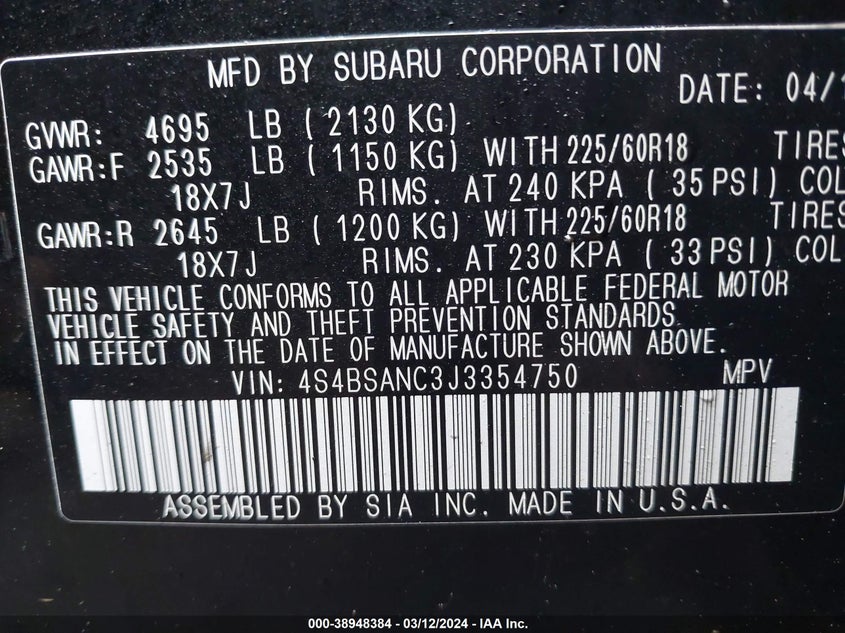 MFD BY SUBARU CORPORATION
DATE: 04/1
GVWR: 4695 LB ( 2130 KG)
GAWR:F 2535 LB ( 1150 KG) WITH 225/60R18 TIRES
18X7J RIMS. AT 240 KPA ( 35 PSI) COL
GAWR:R 2645 LB ( 1200 KG) WITH 225/60R18 TIRES
18X7J RIMS. AT 230 KPA ( 33 PSI) COL
THIS VEHICLE CONFORMS TO ALL APPLICABLE FEDERAL MOTOR
VEHICLE SAFETY AND THEFT PREVENTION STANDARDS
IN EFFECT ON THE DATE OF MANUFACTURE SHOWN ABOVE.
VIN: 4S4BSANC3J3354750 MPV
ASSEMBLED BY SIA INC. MADE IN U.S.A.
000-38948384 - 03/12/2024 - IAA Inc.